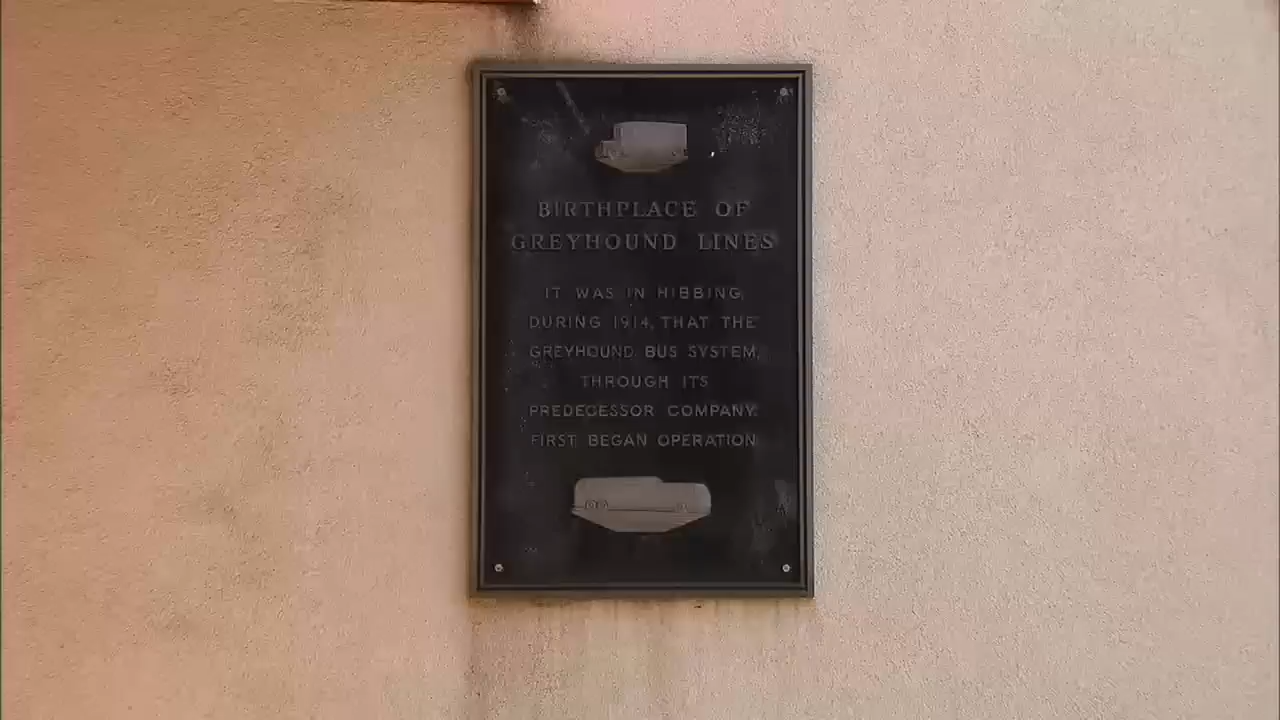 BIRTHPLACE OF
GREYHOUND LINES
IT WAS IN HIBBING,
DURING 1914, THAT THE
GREYHOUND BUS SYSTEM,
THROUGH ITS
PREDECESSOR COMPANY,
FIRST BEGAN OPERATION